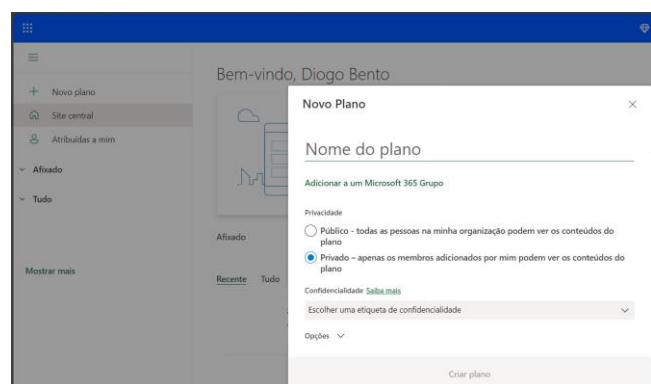 Bem-vindo, Diogo Bento
Novo plano
Site central
Atribuídas a mim
Afixado
Tudo
Mostrar mais
Afixado
Recente Tudo
Novo Plano
Nome do plano
Adicionar a um Microsoft 365 Grupo
Privacidade
Público - todas as pessoas na minha organização podem ver os conteúdos do
plano
Privado – apenas os membros adicionados por mim podem ver os conteúdos do
plano
Confidencialidade Saiba mais
Escolher uma etiqueta de confidencialidade
Opções
Criar plano